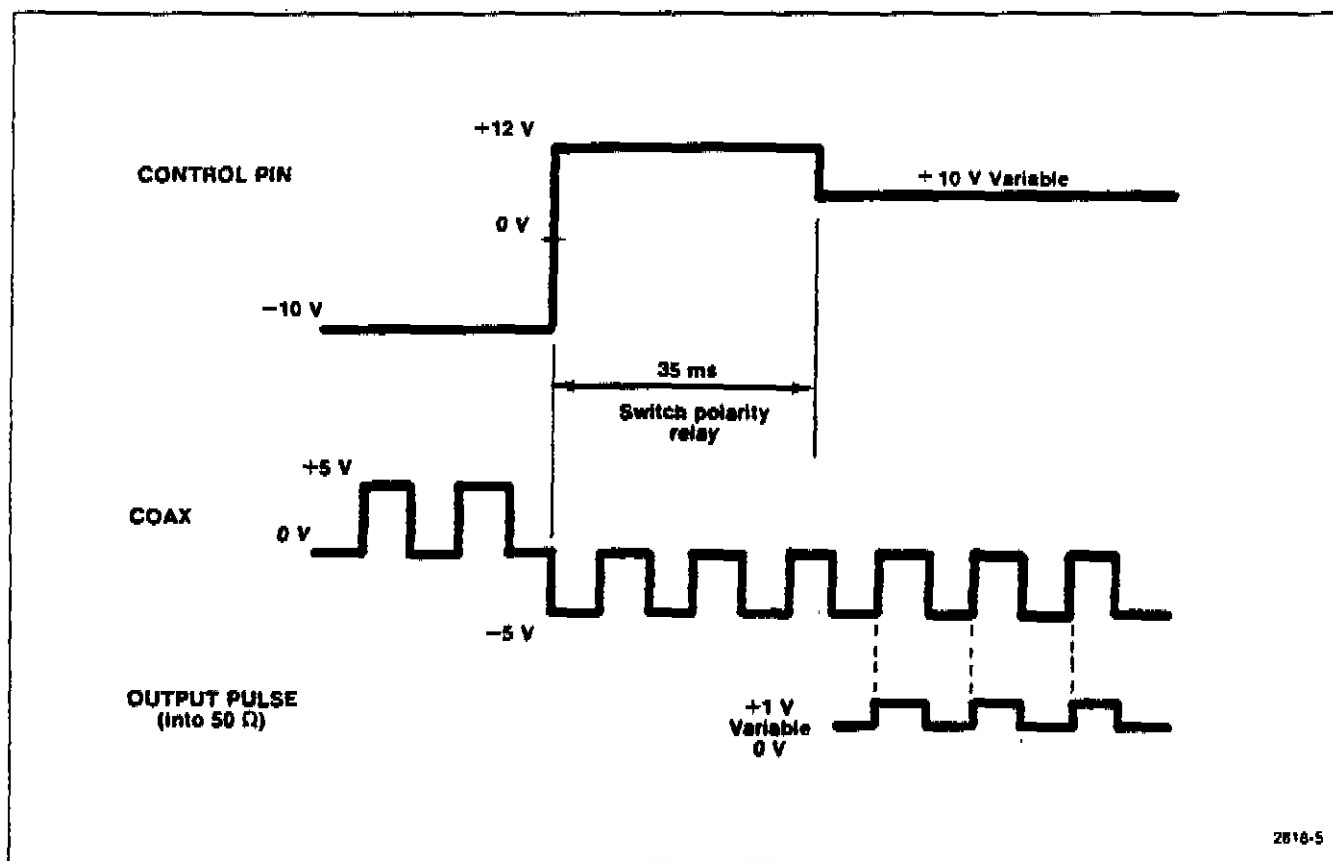 +12 V
CONTROL PIN
+ 10 V Variable
0 V
−10 V
35 ms
Switch polarity
relay
+5 V
COAX
0 V
−5 V
OUTPUT PULSE
(into 50 Ω)
+1 V
Variable
0 V
2618-5